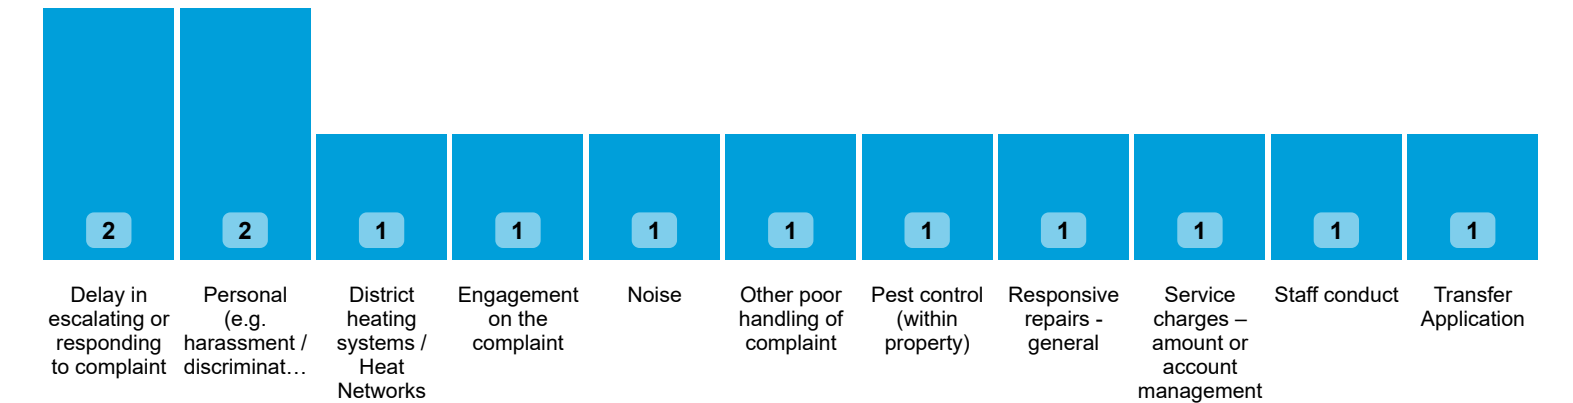 2
2
1
1
1
1
1
1
1
1
1
Delay in
escalating or
responding
to complaint
Personal
(e.g.
harassment /
discriminat…
District
heating
systems /
Heat
Networks
Engagement
on the
complaint
Noise
Other poor
handling of
complaint
Pest control
(within
property)
Responsive
repairs -
general
Service
charges –
amount or
account
management
Staff conduct
Transfer
Application